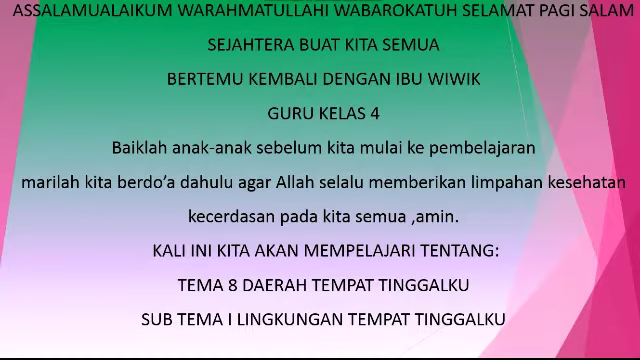 ASSALAMUALAIKUM WARAHMATULLAHI WABAROKATUH SELAMAT PAGI SALAM
SEJAHTERA BUAT KITA SEMUA
BERTEMU KEMBALI DENGAN IBU WIWIK
GURU KELAS 4
Baiklah anak-anak sebelum kita mulai ke pembelajaran
marilah kita berdo’a dahulu agar Allah selalu memberikan limpahan kesehatan
kecerdasan pada kita semua ,amin.
KALI INI KITA AKAN MEMPELAJARI TENTANG:
TEMA 8 DAERAH TEMPAT TINGGALKU
SUB TEMA I LINGKUNGAN TEMPAT TINGGALKU